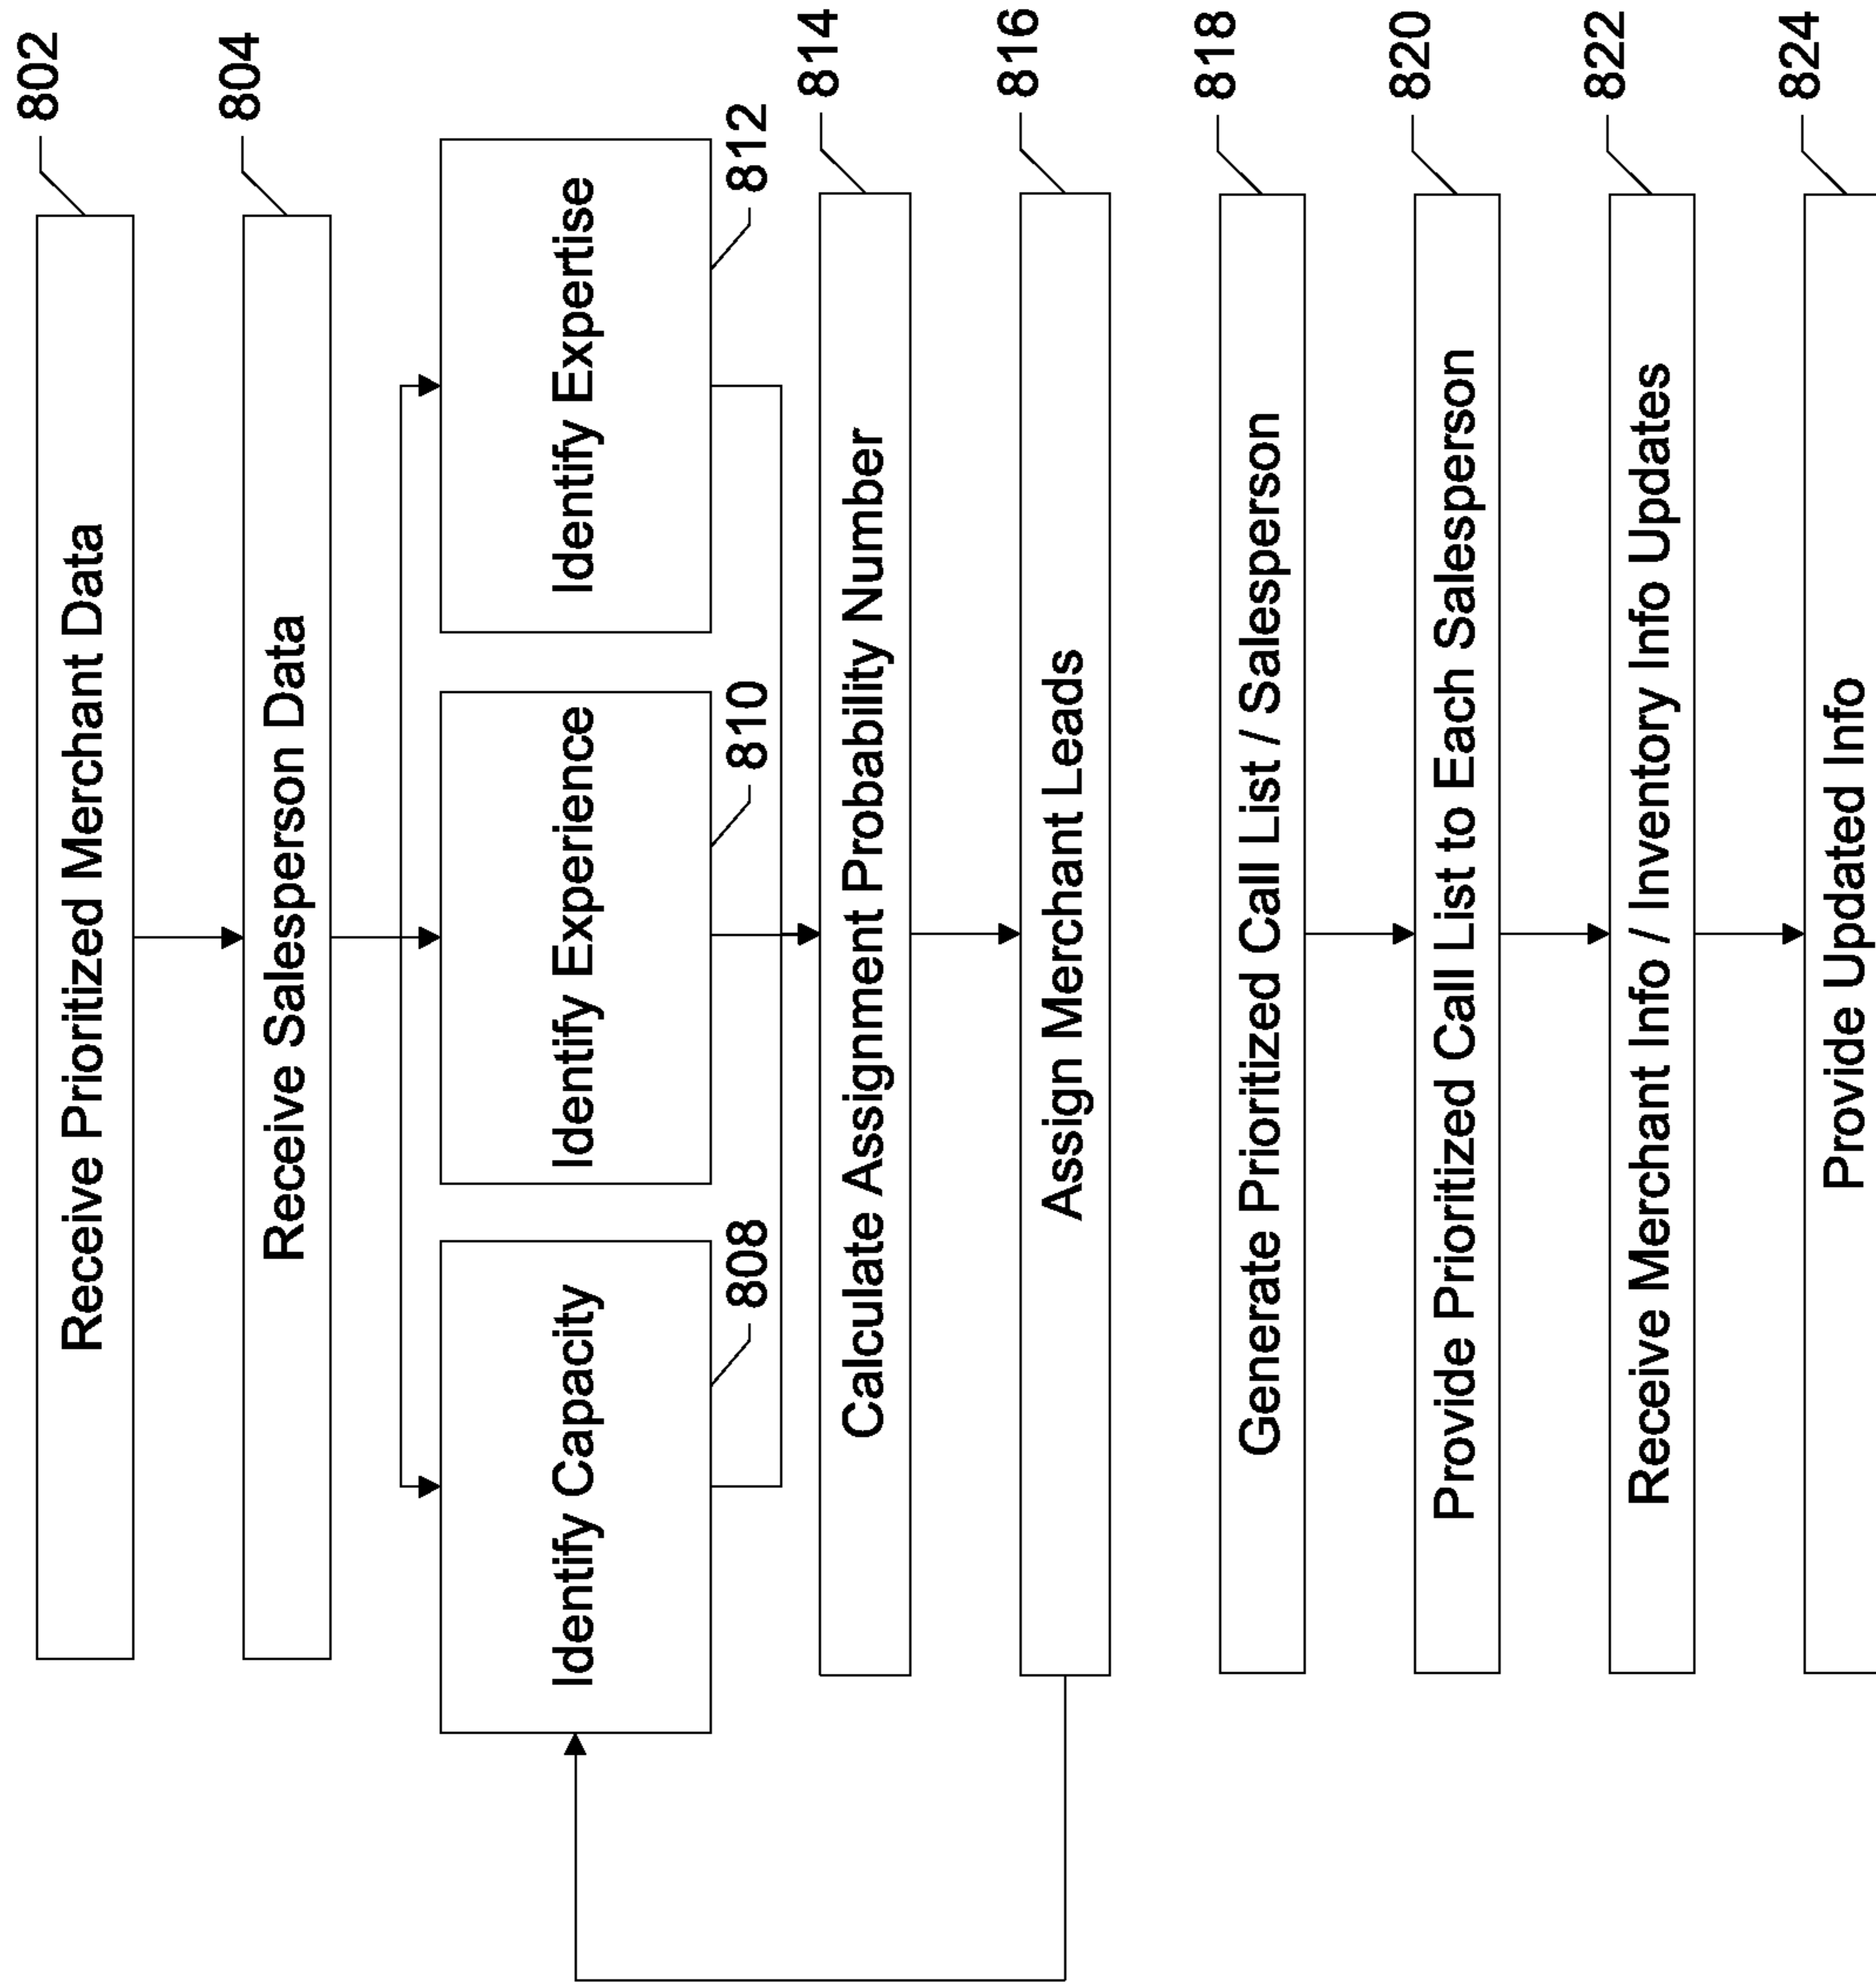 Receive Prioritized Merchant Data
802
Receive Salesperson Data
804
Identify Capacity
808
Identify Experience
810
Identify Expertise
812
Calculate Assignment Probability Number
814
Assign Merchant Leads
816
Generate Prioritized Call List / Salesperson
818
Provide Prioritized Call List to Each Salesperson
820
Receive Merchant Info / Inventory Info Updates
822
Provide Updated Info
824